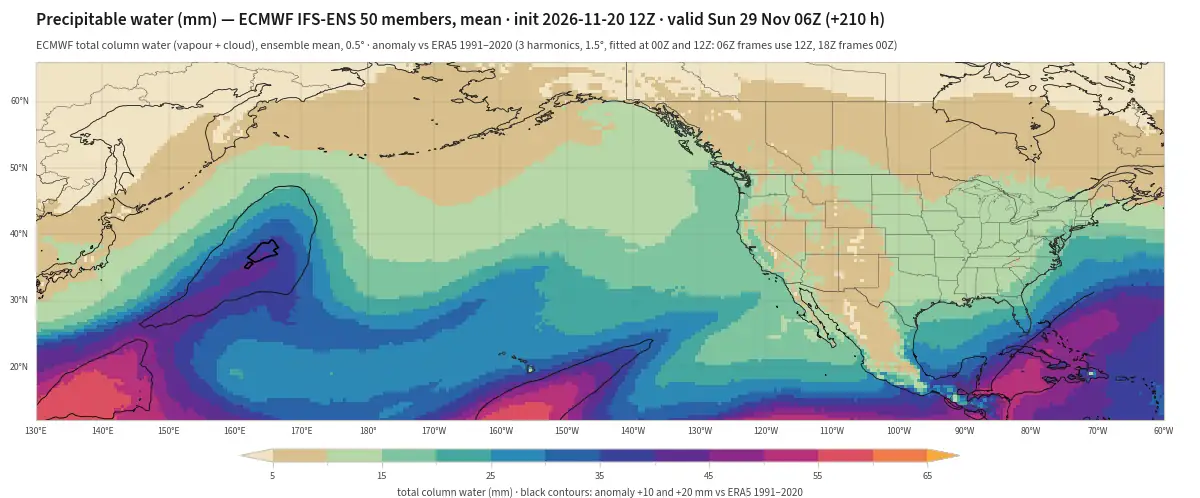 Precipitable water (mm) — ECMWF IFS-ENS 50 members, mean · init 2026-11-20 12Z · valid Sun 29 Nov 06Z (+210 h)
ECMWF total column water (vapour + cloud), ensemble mean, 0.5° · anomaly vs ERA5 1991–2020 (3 harmonics, 1.5°, fitted at 00Z and 12Z: 06Z frames use 12Z, 18Z frames 00Z)
60°N
50°N
40°N
30°N
20°N
130°E 140°E 150°E 160°E 170°E 180° 170°W 160°W 150°W 140°W 130°W 120°W 110°W 100°W 90°W 80°W 70°W 60°W
5 15 25 35 45 55 65
total column water (mm) · black contours: anomaly +10 and +20 mm vs ERA5 1991–2020